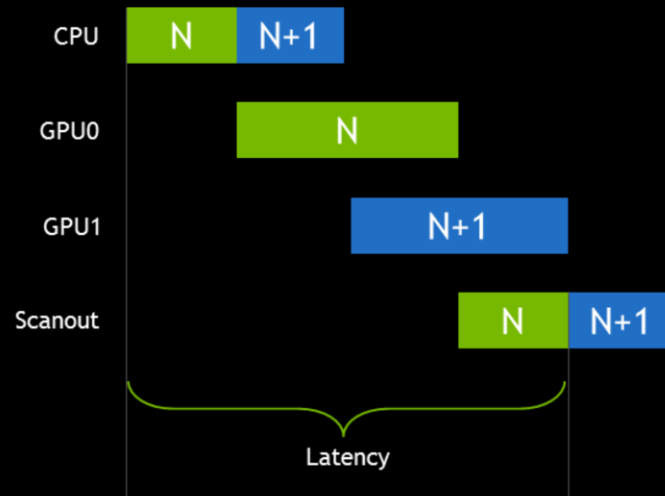 CPU N N+1
GPU0 N
GPU1 N+1
Scanout N N+1
Latency